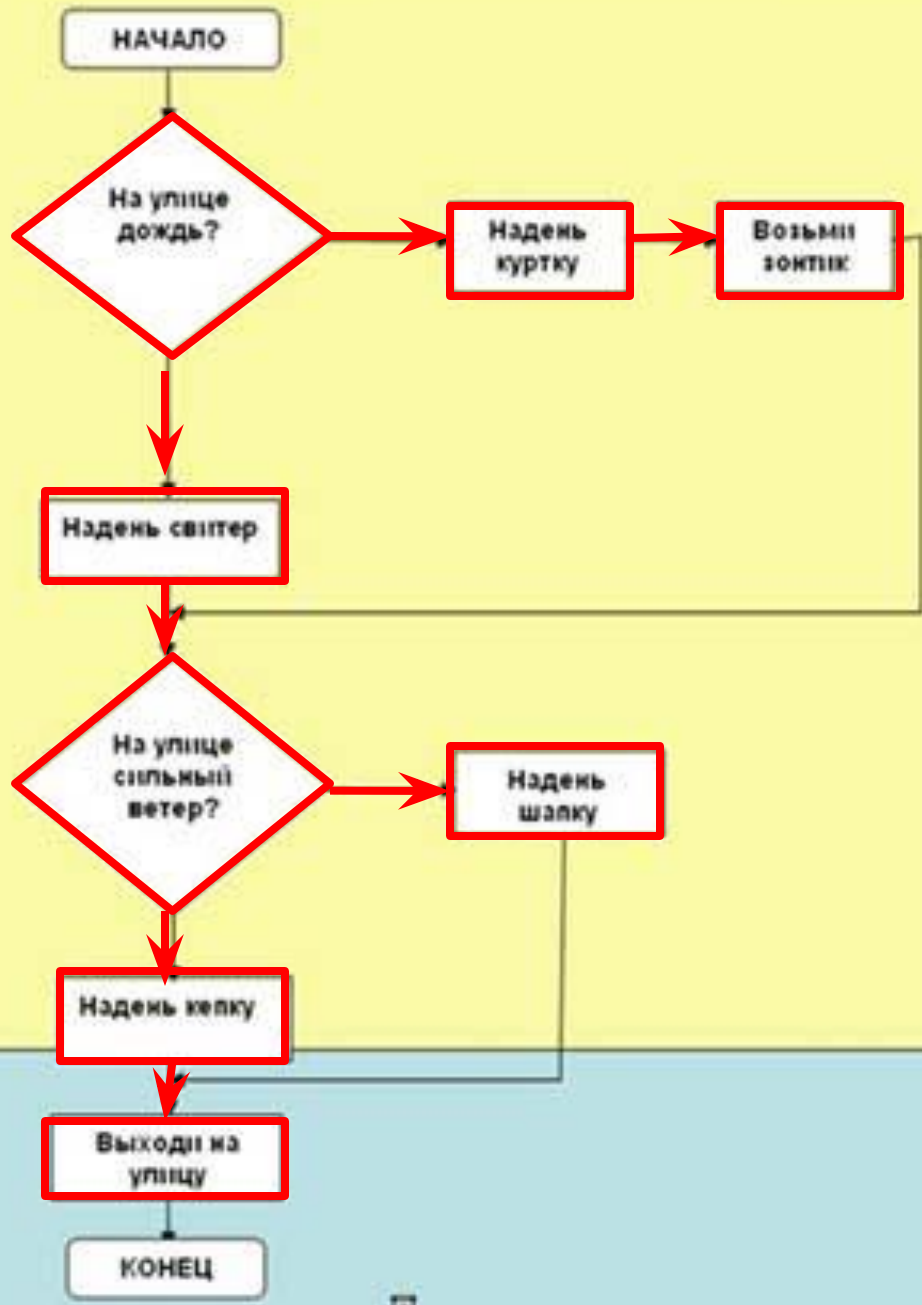 НАЧАЛО
На улице
дождь?
Надень
куртку
Возьми
зонтик
Надень свитер
На улице
сильный
ветер?
Надень
шапку
Надень кепку
Выходи на
улицу
КОНЕЦ